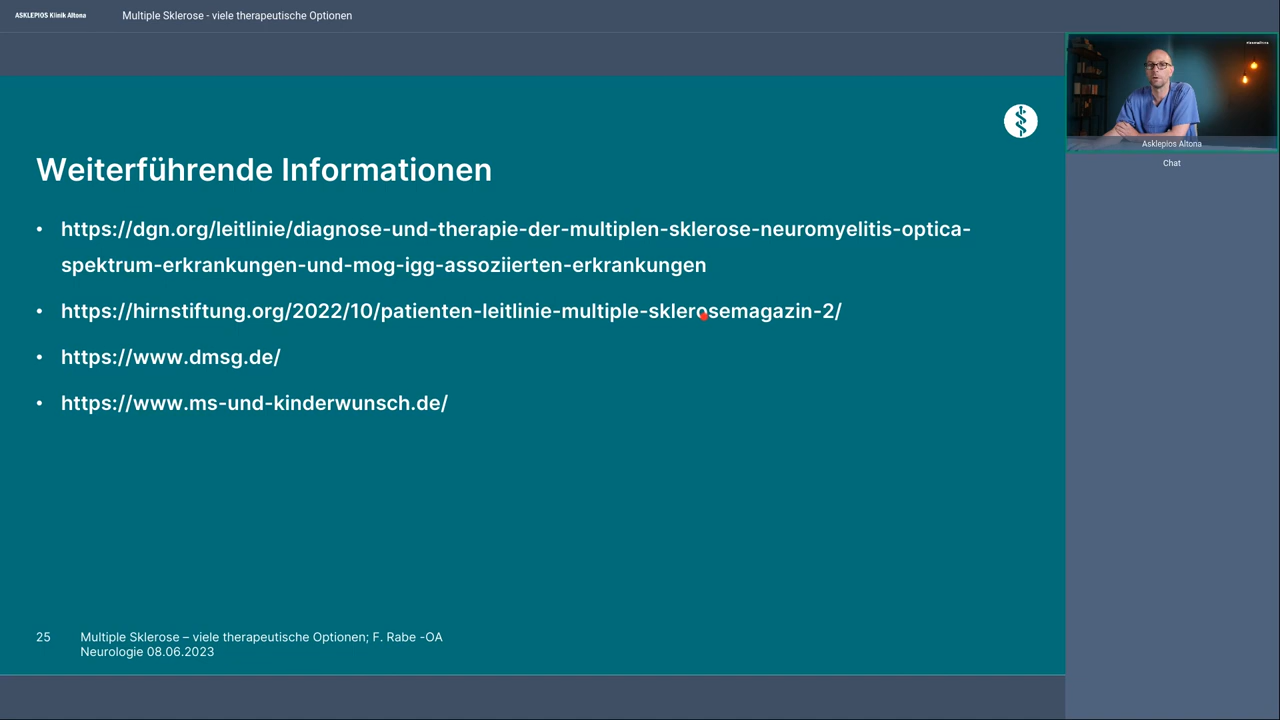 ASKLEPIOS Klinik Altona
Multiple Sklerose - viele therapeutische Optionen
Weiterführende Informationen
• https://dgn.org/leitlinie/diagnose-und-therapie-der-multiplen-sklerose-neuromyelitis-optica-
spektrum-erkrankungen-und-mog-igg-assoziierten-erkrankungen
• https://hirnstiftung.org/2022/10/patienten-leitlinie-multiple-sklerosemagazin-2/
• https://www.dmsg.de/
• https://www.ms-und-kinderwunsch.de/
25
Multiple Sklerose – viele therapeutische Optionen; F. Rabe -OA
Neurologie 08.06.2023
Asklepios Altona
Chat